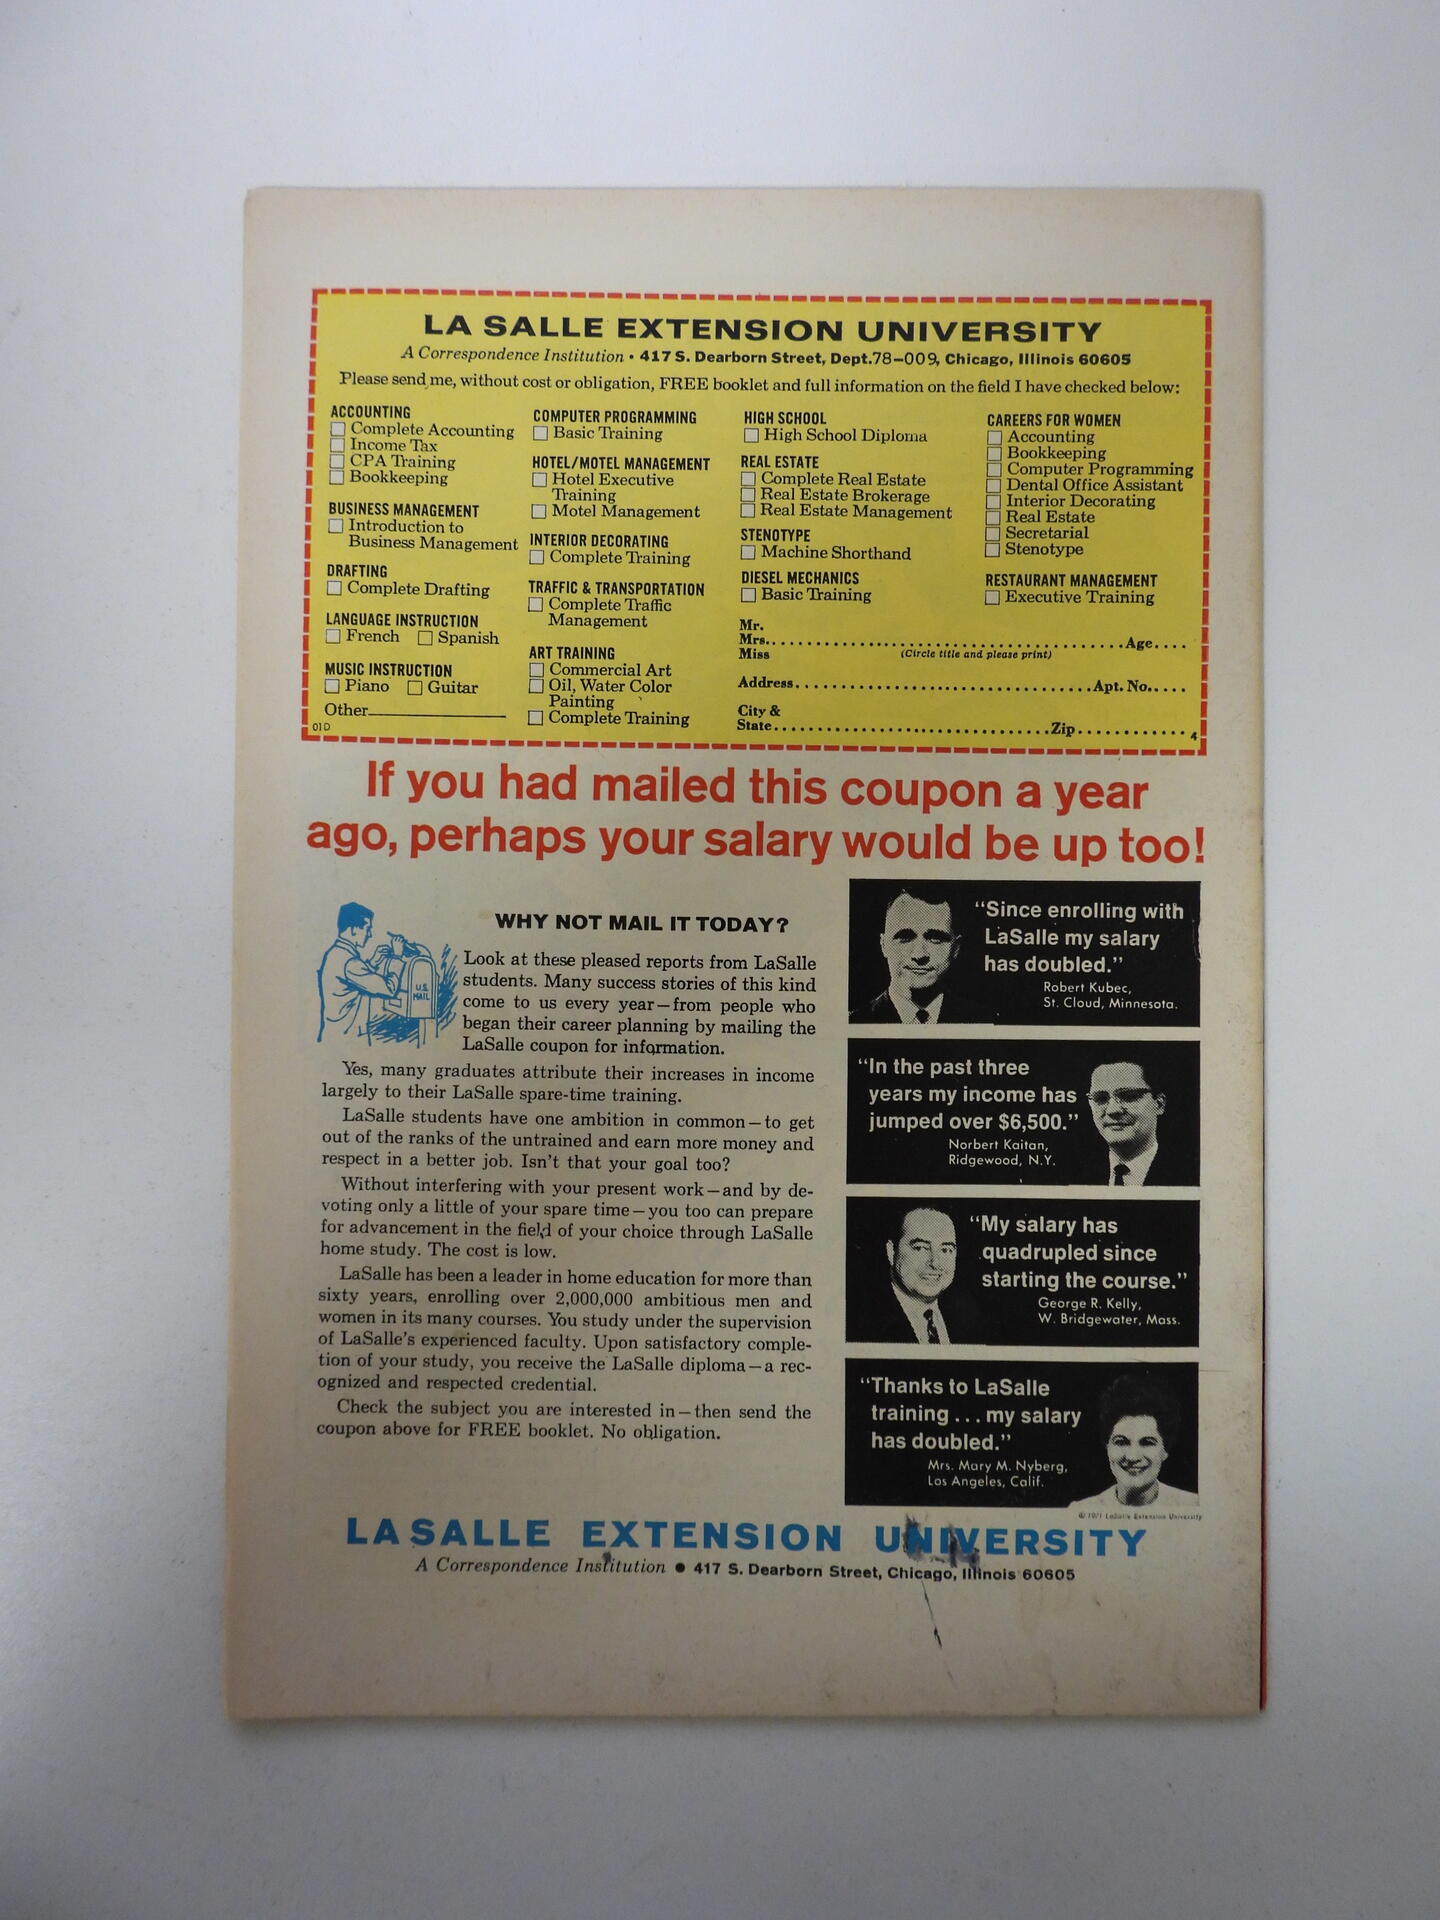 LA SALLE EXTENSION UNIVERSITY
A Correspondence Institution • 417 S. Dearborn Street, Dept.78-009, Chicago, Illinois 60605
Please send me, without cost or obligation, FREE booklet and full information on the field I have checked below:
ACCOUNTING
Complete Accounting
Income Tax
CPA Training
Bookkeeping
BUSINESS MANAGEMENT
Introduction to
Business Management
DRAFTING
Complete Drafting
LANGUAGE INSTRUCTION
French Spanish
MUSIC INSTRUCTION
Piano Guitar
Other
01D
COMPUTER PROGRAMMING
Basic Training
HOTEL/MOTEL MANAGEMENT
Hotel Executive
Training
Motel Management
INTERIOR DECORATING
Complete Training
TRAFFIC & TRANSPORTATION
Complete Traffic
Management
ART TRAINING
Commercial Art
Oil, Water Color
Painting
Complete Training
HIGH SCHOOL
High School Diploma
REAL ESTATE
Complete Real Estate
Real Estate Brokerage
Real Estate Management
STENOTYPE
Machine Shorthand
DIESEL MECHANICS
Basic Training
CAREERS FOR WOMEN
Accounting
Bookkeeping
Computer Programming
Dental Office Assistant
Interior Decorating
Real Estate
Secretarial
Stenotype
RESTAURANT MANAGEMENT
Executive Training
Mr.
Mrs. Age
Miss (Circle title and please print)
Address Apt. No.
City &
State Zip
4
If you had mailed this coupon a year
ago, perhaps your salary would be up too!
WHY NOT MAIL IT TODAY?
U.S.
MAIL
Look at these pleased reports from LaSalle
students. Many success stories of this kind
come to us every year—from people who
began their career planning by mailing the
LaSalle coupon for information.
Yes, many graduates attribute their increases in income
largely to their LaSalle spare-time training.
LaSalle students have one ambition in common—to get
out of the ranks of the untrained and earn more money and
respect in a better job. Isn't that your goal too?
Without interfering with your present work—and by de-
voting only a little of your spare time—you too can prepare
for advancement in the field of your choice through LaSalle
home study. The cost is low.
LaSalle has been a leader in home education for more than
sixty years, enrolling over 2,000,000 ambitious men and
women in its many courses. You study under the supervision
of LaSalle's experienced faculty. Upon satisfactory comple-
tion of your study, you receive the LaSalle diploma—a rec-
ognized and respected credential.
Check the subject you are interested in—then send the
coupon above for FREE booklet. No obligation.
"Since enrolling with
LaSalle my salary
has doubled."
Robert Kubec,
St. Cloud, Minnesota.
"In the past three
years my income has
jumped over $6,500."
Norbert Kaitan,
Ridgewood, N.Y.
"My salary has
quadrupled since
starting the course."
George R. Kelly,
W. Bridgewater, Mass.
"Thanks to LaSalle
training ... my salary
has doubled."
Mrs. Mary M. Nyberg,
Los Angeles, Calif.
© 1971 LaSalle Extension University
LASALLE EXTENSION UNIVERSITY
A Correspondence Institution • 417 S. Dearborn Street, Chicago, Illinois 60605